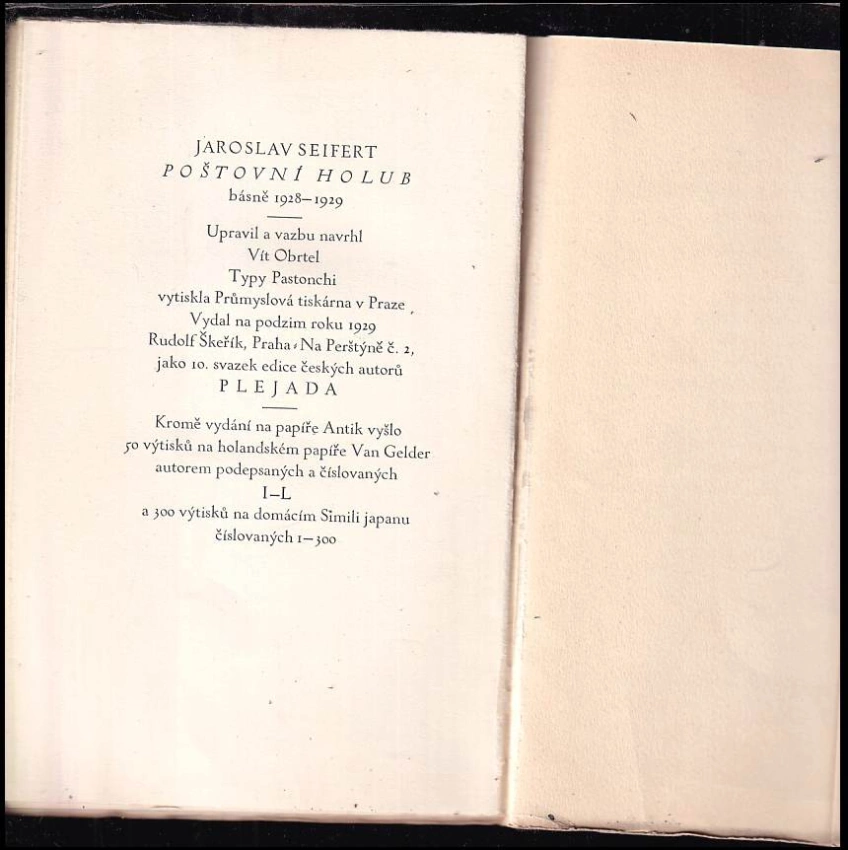 JAROSLAV SEIFERT
POŠTOVNÍ HOLUB
básně 1928–1929
Upravil a vazbu navrhl
Vít Obrtel
Typy Pastonchi
vytiskla Průmyslová tiskárna v Praze
Vydal na podzim roku 1929
Rudolf Škeřík, Praha - Na Perštýně č. 2,
jako 10. svazek edice českých autorů
PLEJADA
Kromě vydání na papíře Antik vyšlo
50 výtisků na holandském papíře Van Gelder
autorem podepsaných a číslovaných
I–L
a 300 výtisků na domácím Simili japanu
číslovaných 1–300